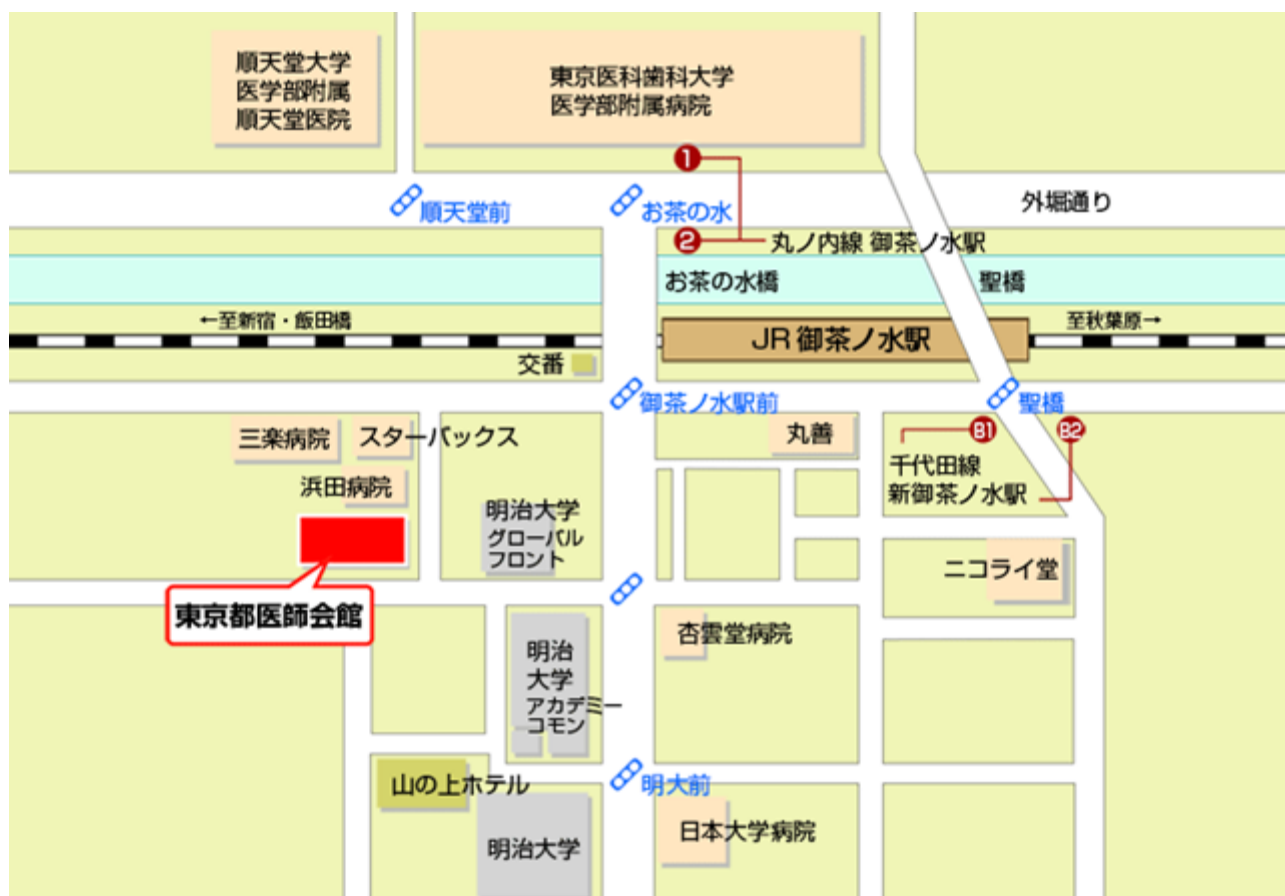 順天堂大学
医学部附属
順天堂医院
東京医科歯科大学
医学部附属病院
1
順天堂前
お茶の水
外堀通り
2
丸ノ内線 御茶ノ水駅
お茶の水橋
聖橋
←至新宿・飯田橋
JR 御茶ノ水駅
至秋葉原→
交番
御茶ノ水駅前
聖橋
三楽病院
スターバックス
丸善
B1
B2
千代田線
新御茶ノ水駅
浜田病院
明治大学
グローバル
フロント
ニコライ堂
東京都医師会館
杏雲堂病院
明治
大学
アカデミー
コモン
山の上ホテル
明大前
明治大学
日本大学病院